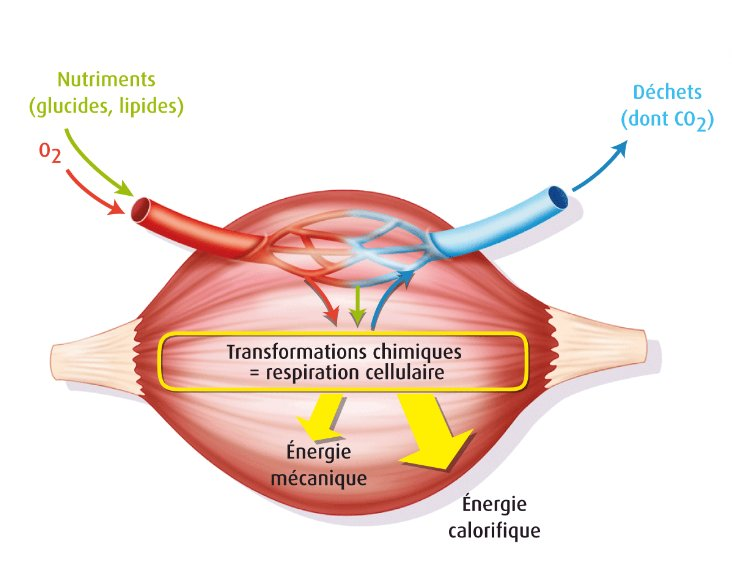 Nutriments
(glucides, lipides)
O2
Déchets
(dont CO2)
Transformations chimiques
= respiration cellulaire
Énergie
mécanique
Énergie
calorifique